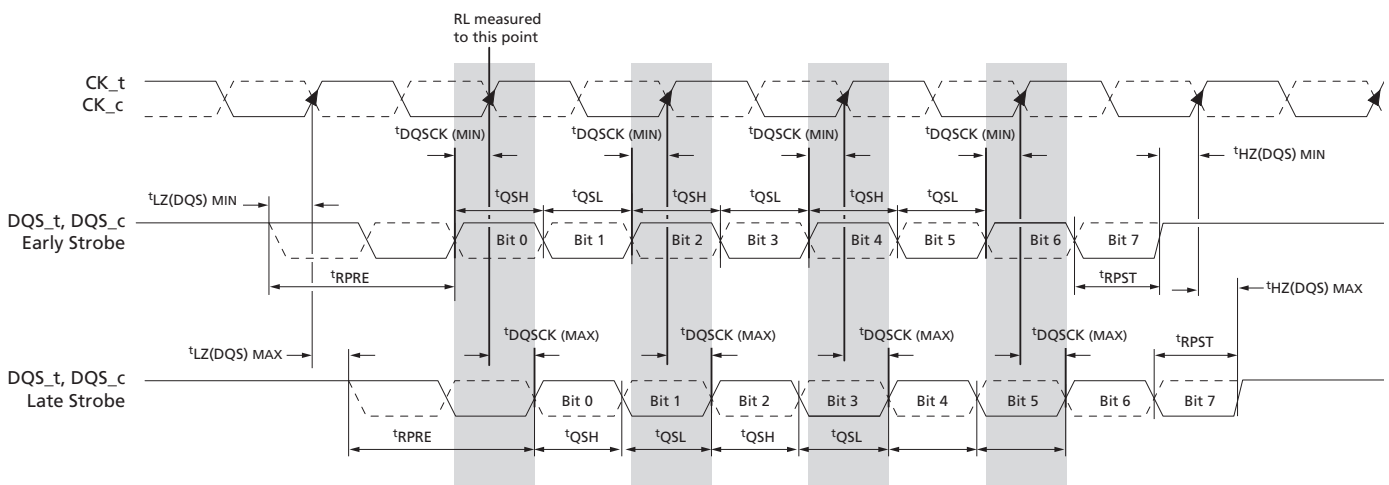 RL measured
to this point
CK_t
CK_c
tDQSCK (MIN) tDQSCK (MIN) tDQSCK (MIN) tDQSCK (MIN)
tHZ(DQS) MIN
tLZ(DQS) MIN
tQSH tQSL tQSH tQSL tQSH tQSL
DQS_t, DQS_c
Early Strobe
Bit 0 Bit 1 Bit 2 Bit 3 Bit 4 Bit 5 Bit 6 Bit 7
tRPRE tRPST
tHZ(DQS) MAX
tLZ(DQS) MAX
tDQSCK (MAX) tDQSCK (MAX) tDQSCK (MAX) tDQSCK (MAX)
tRPST
DQS_t, DQS_c
Late Strobe
Bit 0 Bit 1 Bit 2 Bit 3 Bit 4 Bit 5 Bit 6 Bit 7
tRPRE tQSH tQSL tQSH tQSL